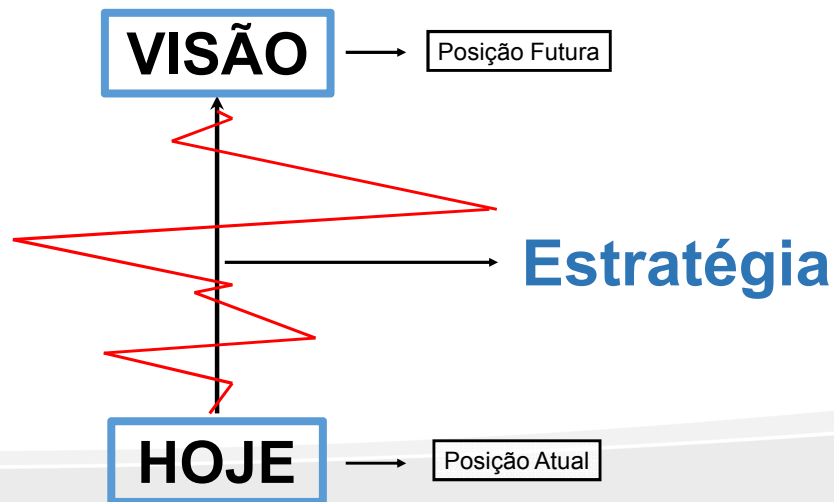 VISÃO
Posição Futura
Estratégia
HOJE
Posição Atual